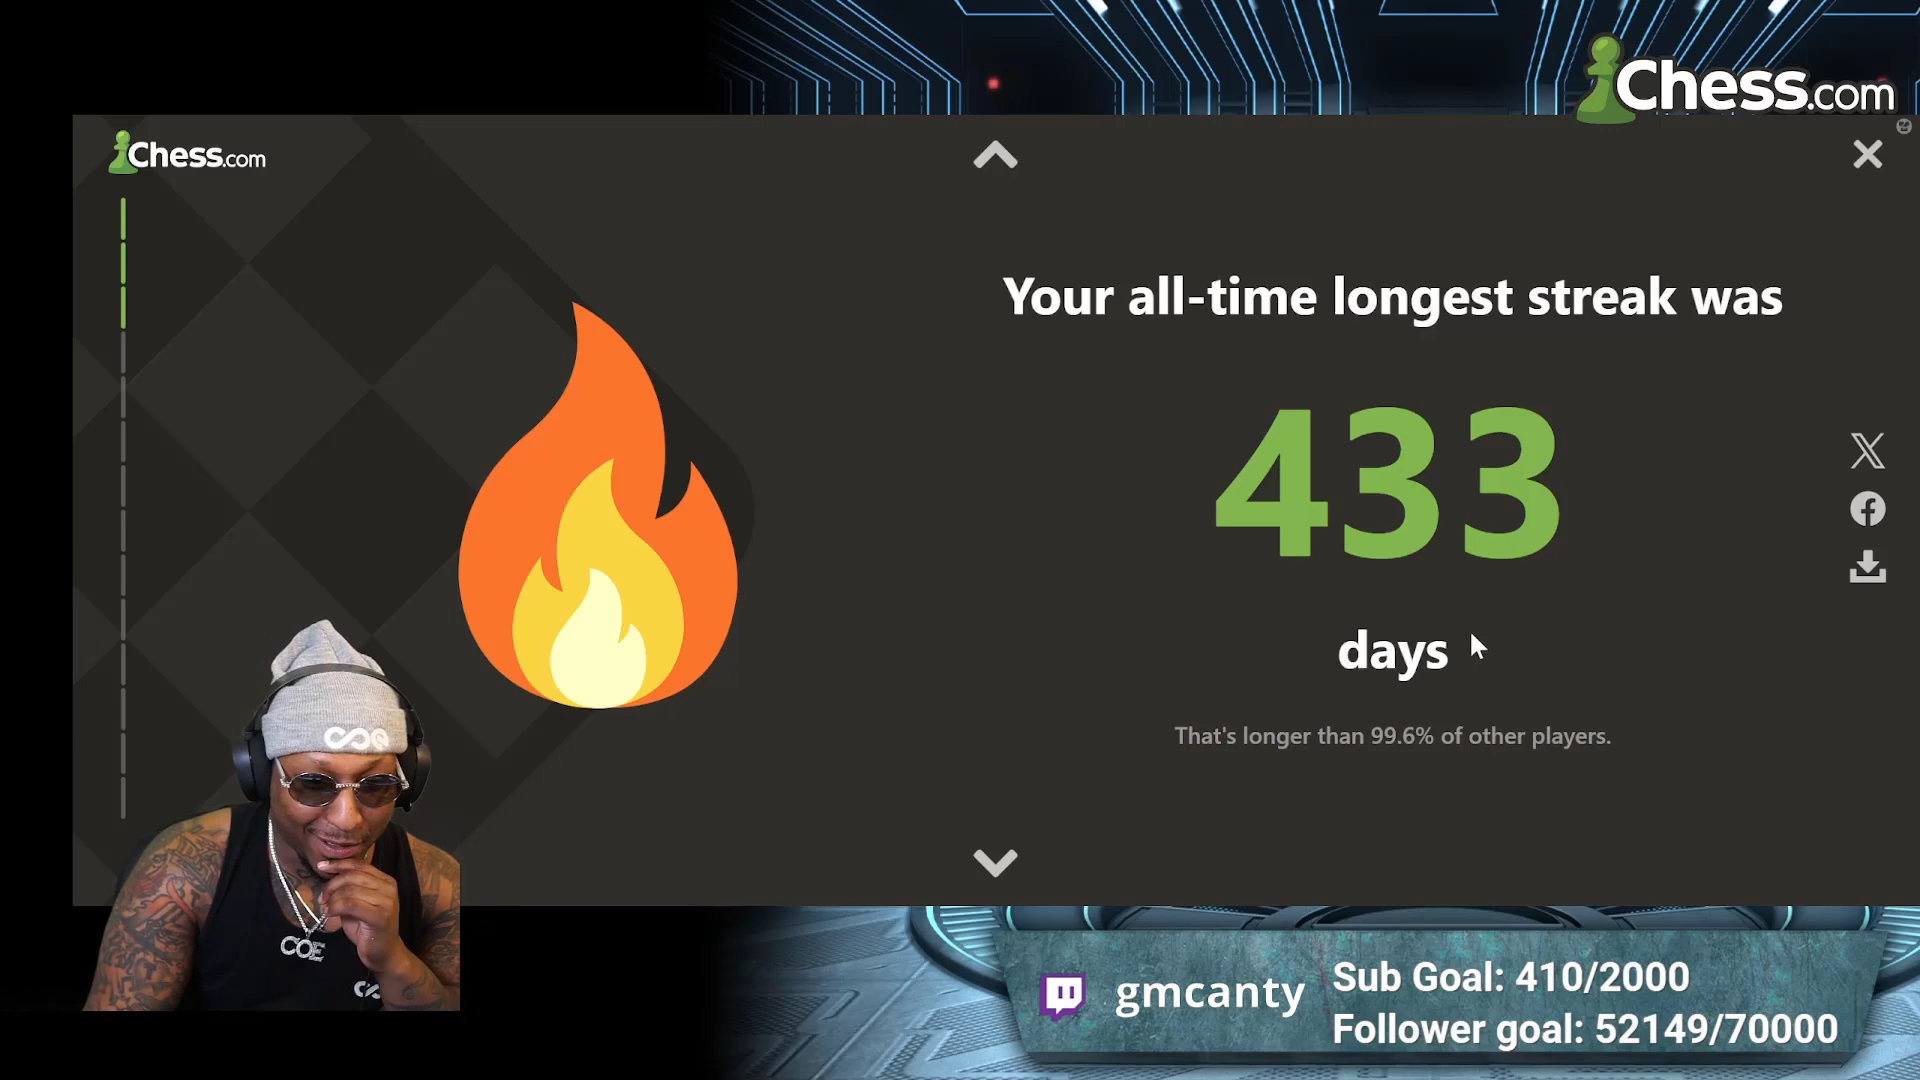 Chess.com
Chess.com
Your all-time longest streak was
433
days
That's longer than 99.6% of other players.
coe
COE
gmcanty
Sub Goal: 410/2000
Follower goal: 52149/70000